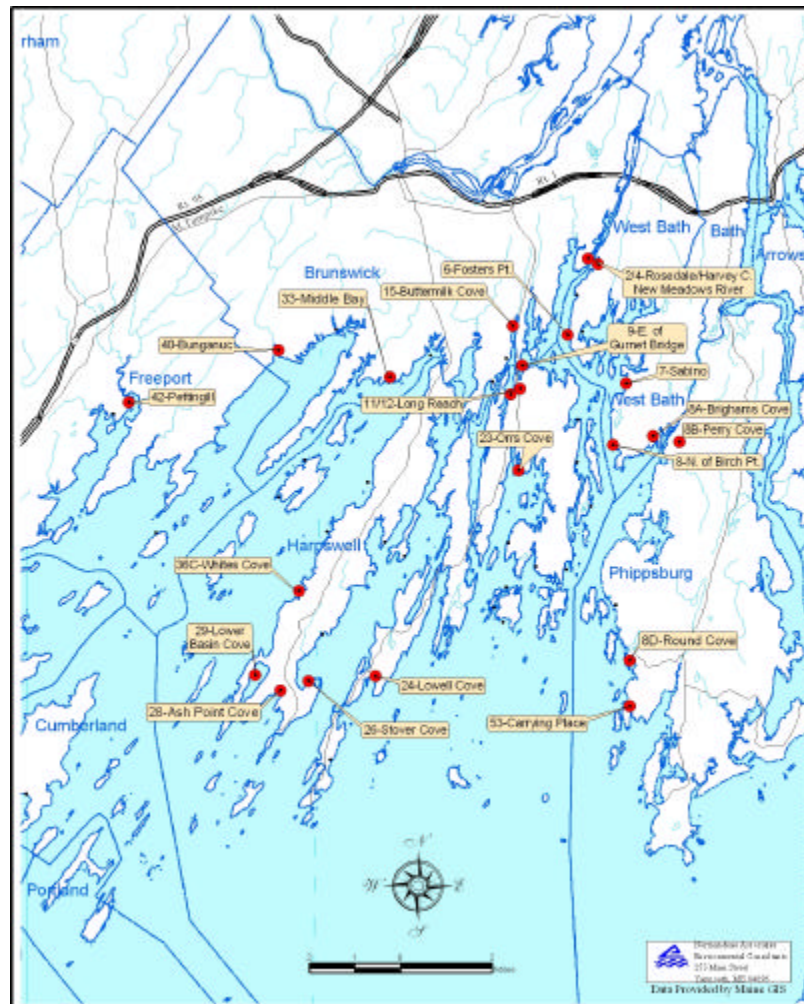 rham
Rt. 1
West Bath
Bath
Arrows
6-Fosters Pt.
2/4-Rosedale/Harvey C.
New Meadows River
Brunswick
15-Buttermilk Cove
33-Middle Bay
9-E. of
Gurnet Bridge
40-Bunganuc
Freeport
42-Pettingill
11/12-Long Reach
7-Sabino
West Bath
8A-Brighams Cove
8B-Perry Cove
23-Orrs Cove
8-N. of Birch Pt.
Harpswell
36C-Whites Cove
Phippsburg
29-Lower
Basin Cove
8D-Round Cove
24-Lowell Cove
28-Ash Point Cove
26-Stover Cove
53-Carrying Place
Cumberland
Portland
N
W
E
S
Environmental Consultants
Data Provided by Maine GIS